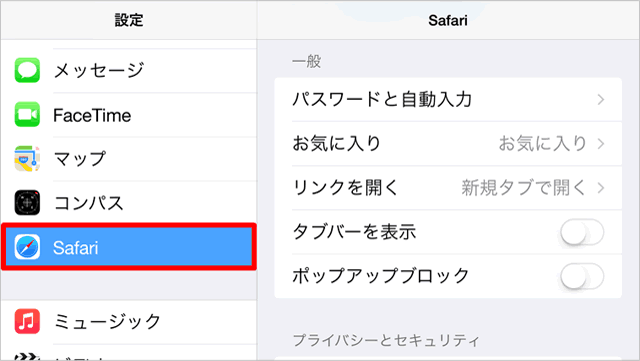 設定
メッセージ
FaceTime
マップ
コンパス
Safari
ミュージック
Safari
一般
パスワードと自動入力
お気に入り お気に入り
リンクを開く 新規タブで開く
タブバーを表示
ポップアップブロック
プライバシーとセキュリティ